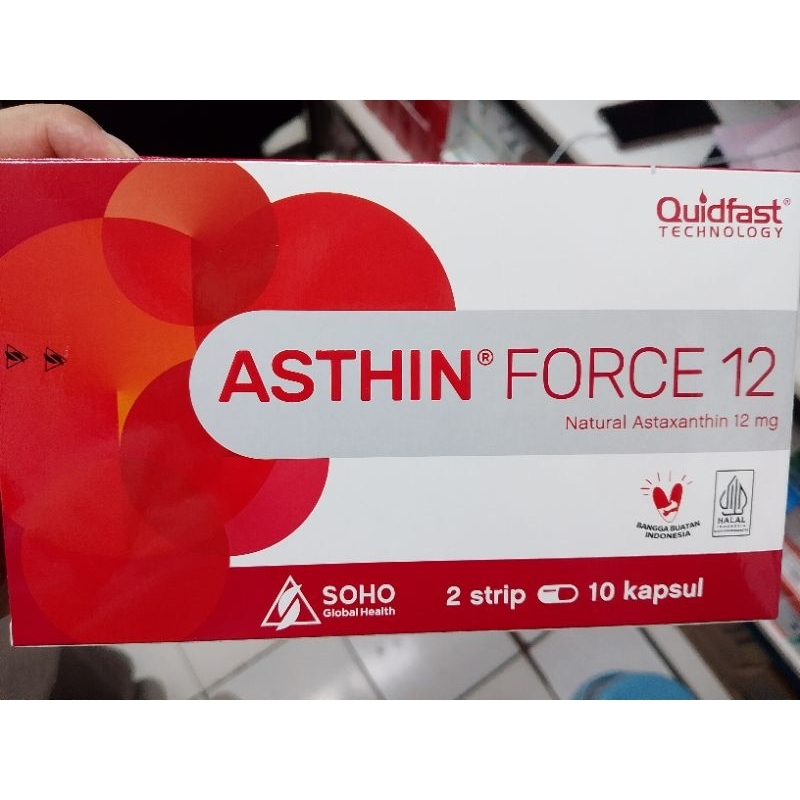 Quidfast®
TECHNOLOGY
ASTHIN® FORCE 12
Natural Astaxanthin 12 mg
BANGGA BUATAN
INDONESIA
HALAL
INDONESIA
SOHO
Global Health
2 strip 10 kapsul